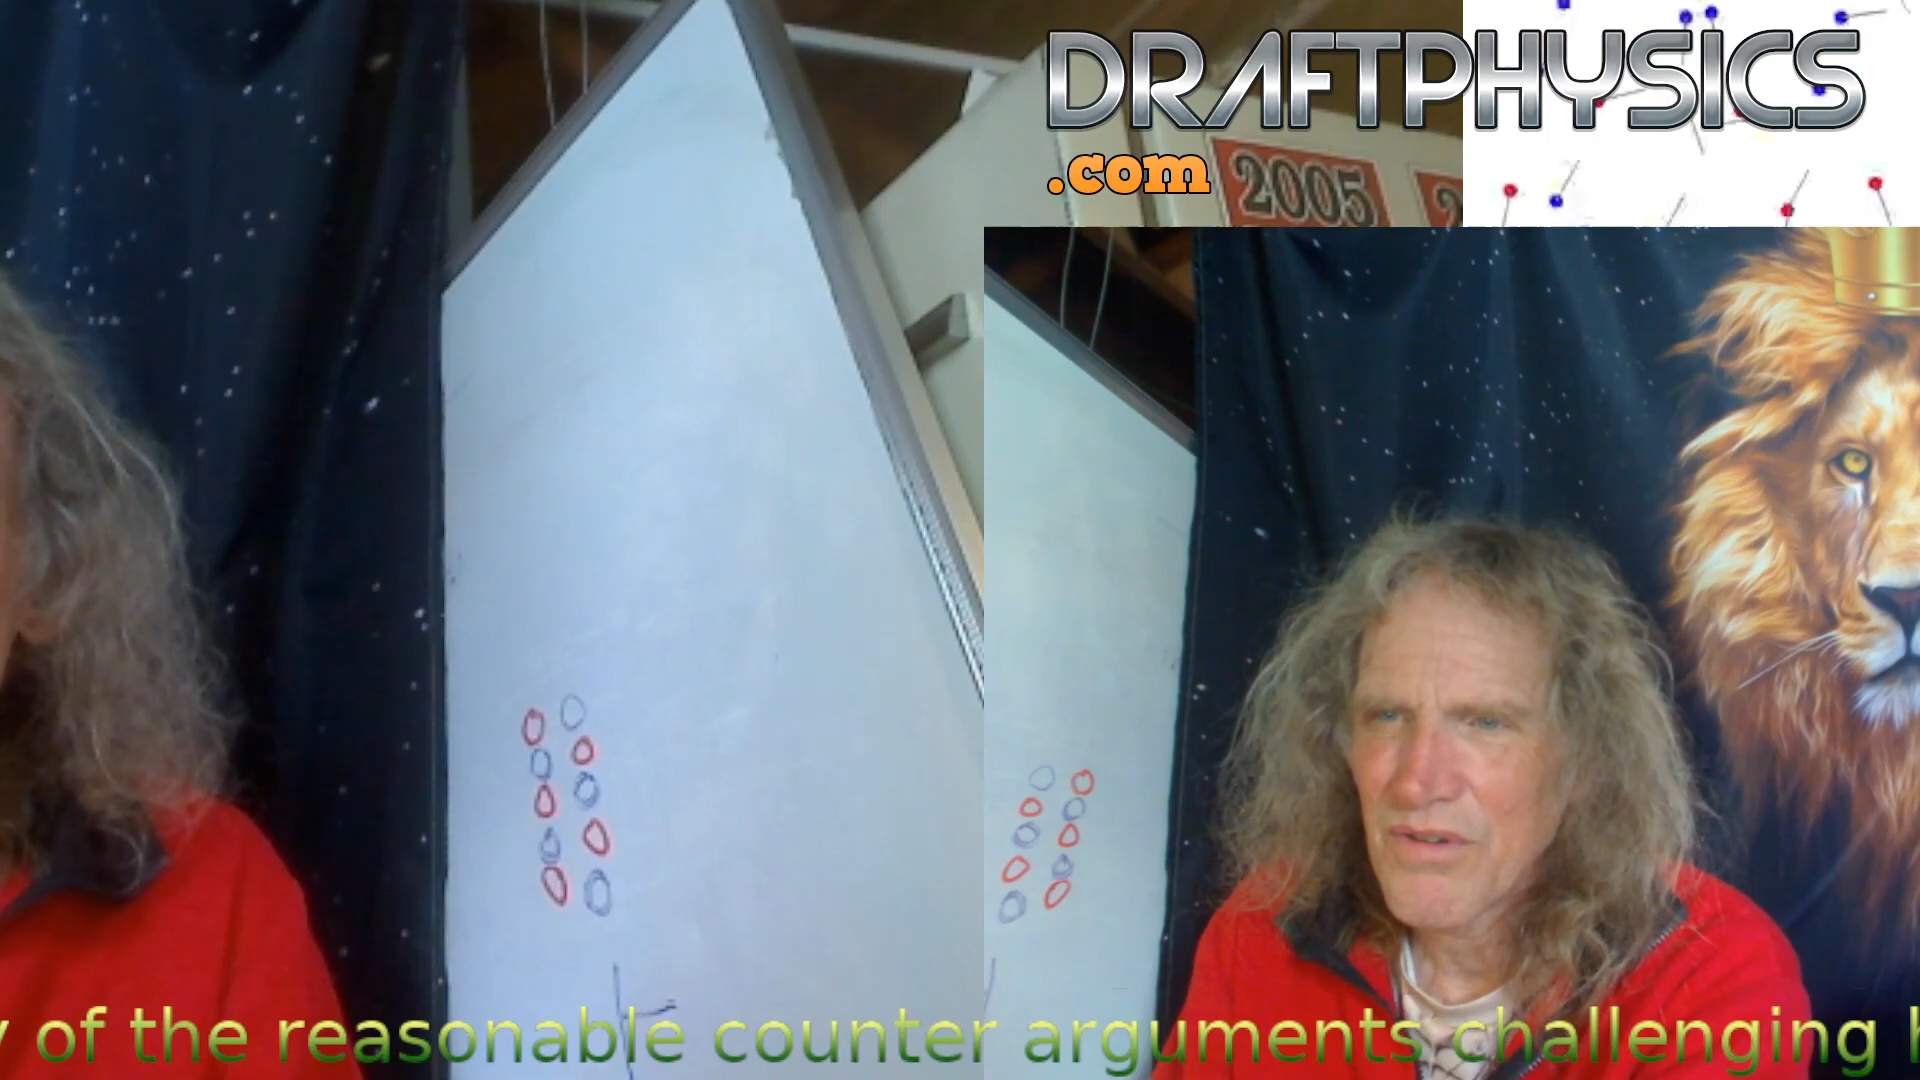 DRAFTPHYSICS
.com
2005
of the reasonable counter arguments challenging